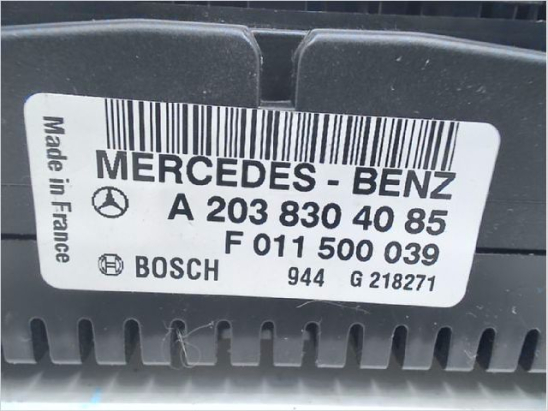 Made in France
MERCEDES - BENZ
A 203 830 40 85
F 011 500 039
BOSCH 944 G 218271